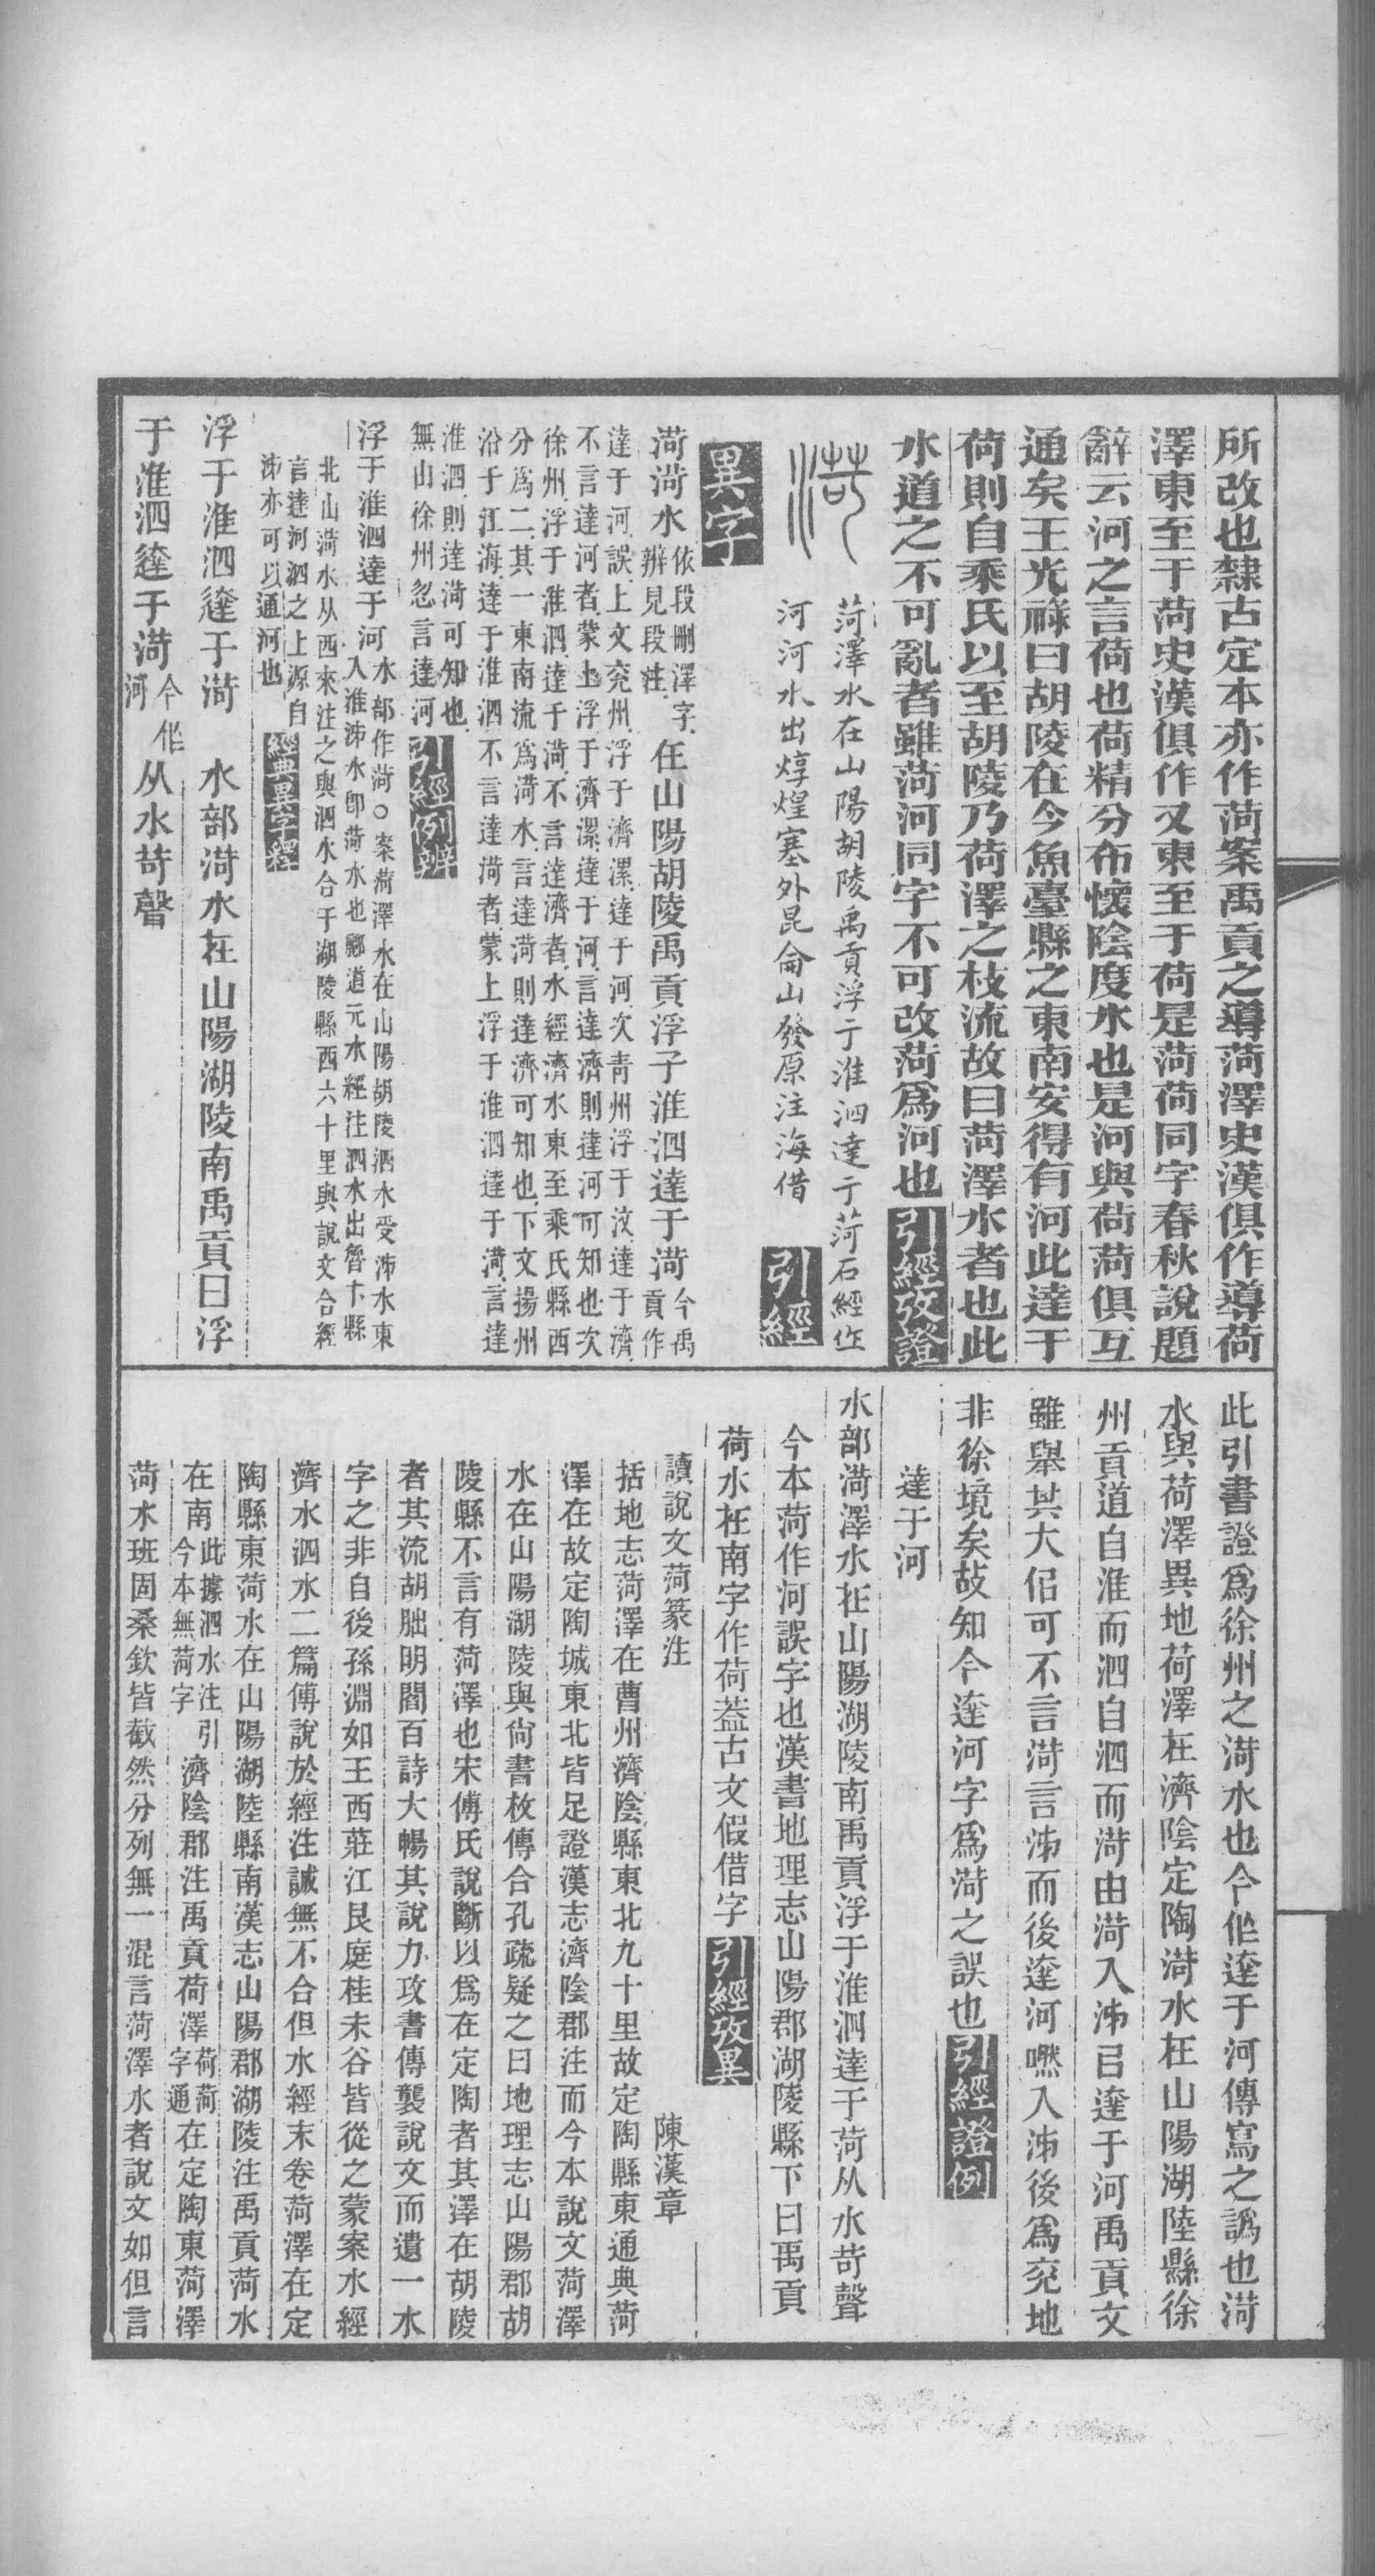 所改也隸古定本亦作菏案禹貢之導菏澤史漢俱作導荷
澤東至于菏史漢俱作又東至于荷是菏荷同字春秋說題
辭云河之言荷也荷精分布懷陰度水也是河與荷菏俱互
通矣王光祿曰胡陵在今魚臺縣之東南安得有河此達于
荷則自乘氏以至胡陵乃荷澤之枝流故曰菏澤水者也此
水道之不可亂者雖菏河同字不可改菏爲河也引經攷證
菏
菏澤水在山陽胡陵禹貢浮于淮泗達于菏石經作
河河水出焞煌塞外昆侖山發原注海借
引經
異字
菏菏水
依段刪澤字
辨見段注
在山陽胡陵禹貢浮于淮泗達于菏
今禹
貢作
達于河誤上文兗州浮于濟漯達于河次青州浮于汶達于濟
不言達河者蒙上浮于濟漯達于河言達濟則達河可知也次
徐州浮于淮泗達于菏不言達濟者水經濟水東至乘氏縣西
分爲二其一東南流爲菏水言達菏則達濟可知也下文揚州
沿于江海達于淮泗不言達菏者蒙上浮于淮泗達于菏言達
淮泗則達菏可知也
無山徐州忽言達河
引經例辨
浮于淮泗達于河
水部作菏○案菏澤水在山陽胡陵泗水受泲水東
入淮泲水卽菏水也酈道元水經注泗水出魯卞縣
北山菏水从西來注之與泗水合于湖陵縣西六十里與說文合經
言達河泗之上源自
泲亦可以通河也
經典異字釋
浮于淮泗達于菏　水部菏水在山陽湖陵南禹貢曰浮
于淮泗達于菏
今作
河
从水苛聲
此引書證爲徐州之菏水也今作達于河傳寫之譌也菏
水與荷澤異地荷澤在濟陰定陶菏水在山陽湖陸縣徐
州貢道自淮而泗自泗而菏由菏入泲㠯達于河禹貢文
雖舉其大侶可不言菏言泲而後達河嘫入泲後爲兗地
非徐境矣故知今達河字爲菏之誤也引經證例
達于河
水部菏澤水在山陽湖陵南禹貢浮于淮泗達于菏从水苛聲
今本菏作河誤字也漢書地理志山陽郡湖陵縣下曰禹貢
荷水在南字作荷葢古文假借字引經攷異
讀說文菏篆注　陳漢章
括地志菏澤在曹州濟陰縣東北九十里故定陶縣東通典菏
澤在故定陶城東北皆足證漢志濟陰郡注而今本說文菏澤
水在山陽湖陵與尙書枚傳合孔疏疑之曰地理志山陽郡胡
陵縣不言有菏澤也宋傅氏說斷以爲在定陶者其澤在胡陵
者其流胡朏明閻百詩大暢其說力攻書傳襲說文而遺一水
字之非自後孫淵如王西莊江艮庭桂未谷皆從之蒙案水經
濟水泗水二篇傅說於經注誠無不合但水經末卷菏澤在定
陶縣東菏水在山陽湖陸縣南漢志山陽郡湖陵注禹貢菏水
在南
此據泗水注引
今本無菏字
濟陰郡注禹貢荷澤
荷菏
字通
在定陶東菏澤
菏水班固桑欽皆截然分列無一混言菏澤水者說文如但言